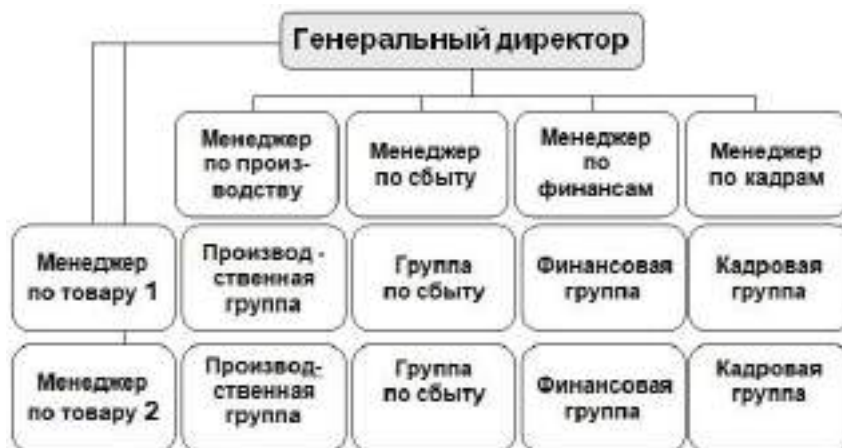 Генеральный директор
Менеджер
по произ-
водству
Менеджер
по сбыту
Менеджер
по
финансам
Менеджер
по кадрам
Менеджер
по товару 1
Производ -
ственная
группа
Группа
по сбыту
Финансовая
группа
Кадровая
группа
Менеджер
по товару 2
Производ-
ственная
группа
Группа
по сбыту
Финансовая
группа
Кадровая
группа